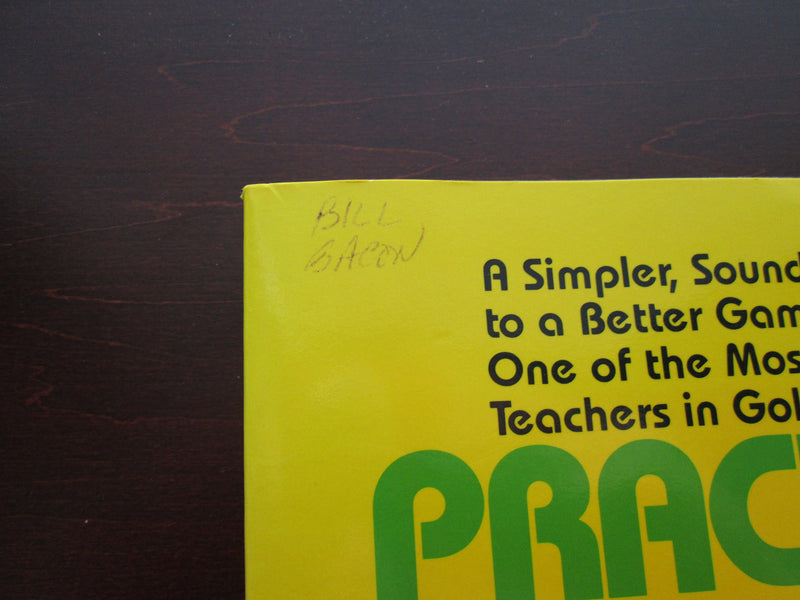 BILL
BACON
A Simpler, Sound
to a Better Gam
One of the Mos
Teachers in Gol
PRAC